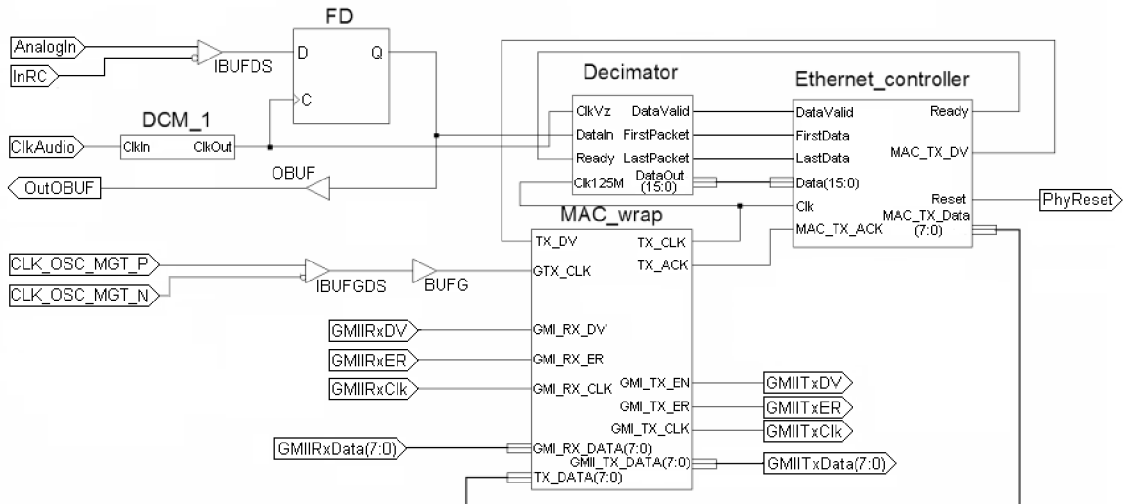 FD
AnalogIn
InRC
IBUFDS
D
Q
C
DCM_1
ClkAudio
ClkIn
ClkOut
OBUF
OutOBUF
Decimator
ClkVz
DataValid
DataIn
FirstPacket
Ready
LastPacket
Clk125M
DataOut
(15:0)
Ethernet_controller
DataValid
Ready
FirstData
LastData
MAC_TX_DV
Data(15:0)
Clk
Reset
MAC_TX_Data
(7:0)
MAC_TX_ACK
PhyReset
MAC_wrap
TX_DV
TX_CLK
TX_ACK
GTX_CLK
CLK_OSC_MGT_P
CLK_OSC_MGT_N
IBUFGDS
BUFG
GMIIRxDV
GMI_RX_DV
GMIIRxER
GMI_RX_ER
GMIIRxClk
GMI_RX_CLK
GMI_TX_EN
GMIITxDV
GMI_TX_ER
GMIITxER
GMI_TX_CLK
GMIITxClk
GMIIRxData(7:0)
GMI_RX_DATA(7:0)
GMII_TX_DATA(7:0)
GMIITxData(7:0)
TX_DATA(7:0)